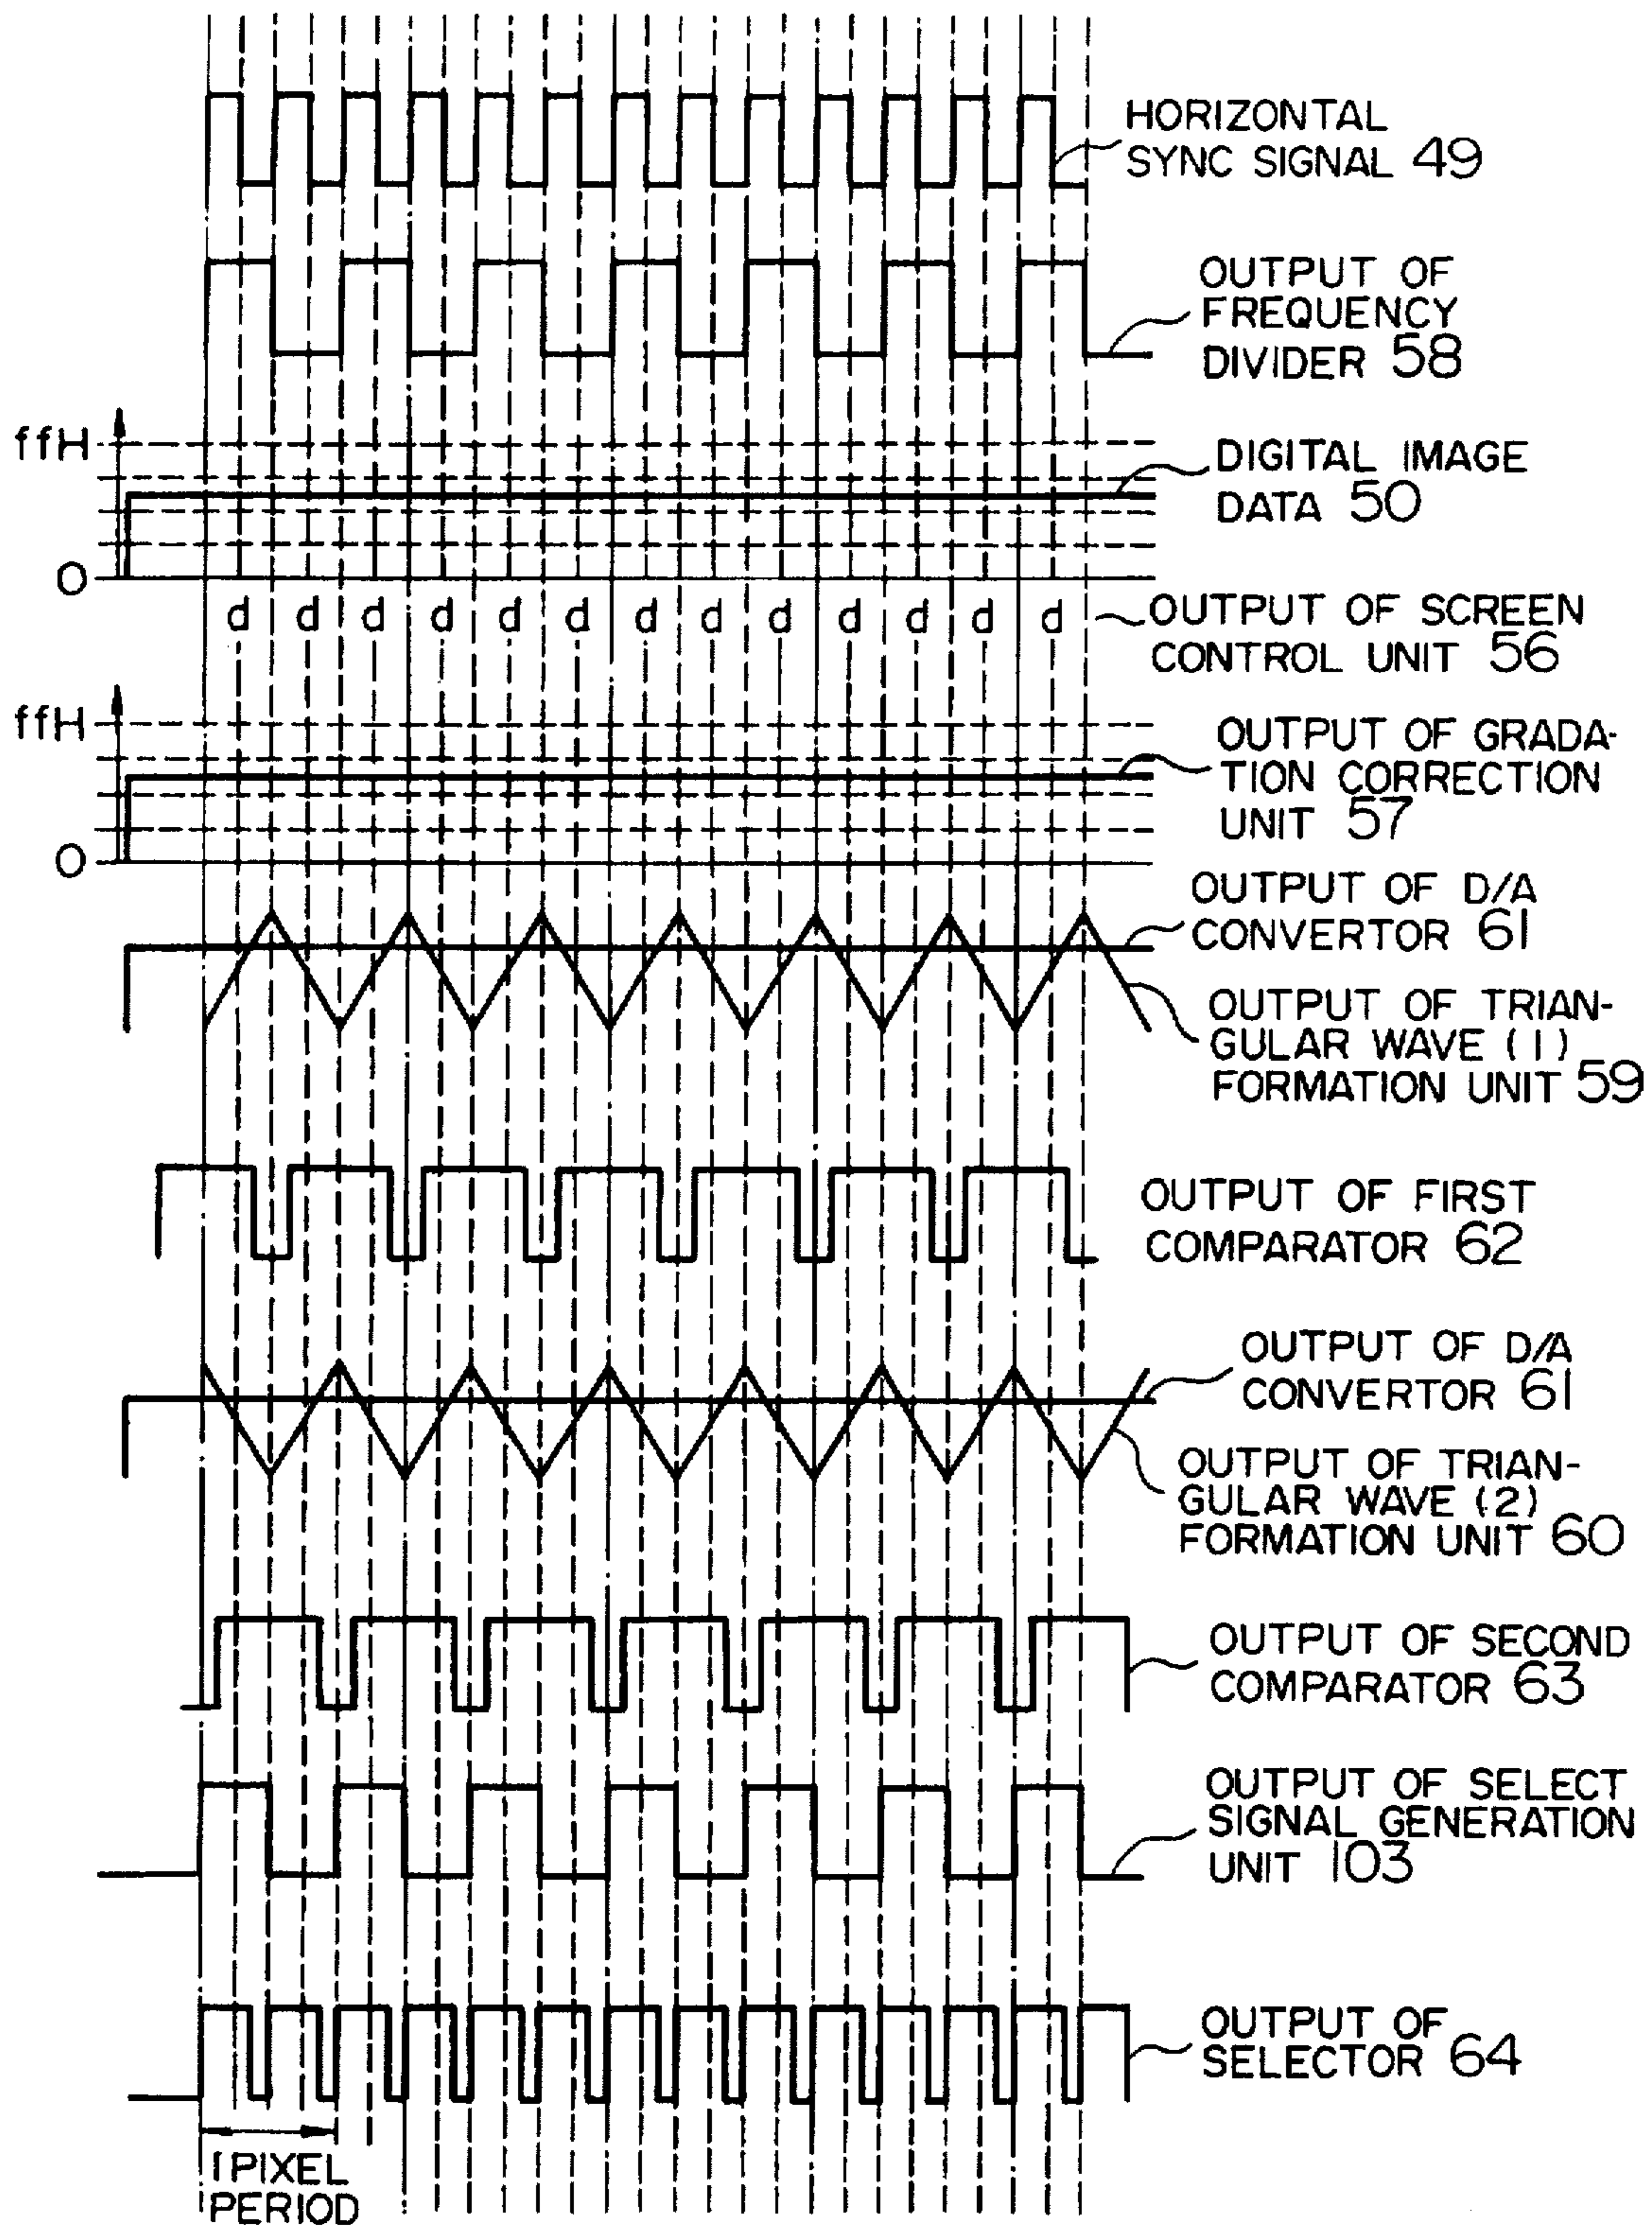 HORIZONTAL
SYNC SIGNAL 49
OUTPUT OF
FREQUENCY
DIVIDER 58
ffH
DIGITAL IMAGE
DATA 50
O
d d d d d d d d d d d d d
OUTPUT OF SCREEN
CONTROL UNIT 56
ffH
OUTPUT OF GRADA-
TION CORRECTION
UNIT 57
O
OUTPUT OF D/A
CONVERTOR 61
OUTPUT OF TRIAN-
GULAR WAVE (1)
FORMATION UNIT 59
OUTPUT OF FIRST
COMPARATOR 62
OUTPUT OF D/A
CONVERTOR 61
OUTPUT OF TRIAN-
GULAR WAVE (2)
FORMATION UNIT 60
OUTPUT OF SECOND
COMPARATOR 63
OUTPUT OF SELECT
SIGNAL GENERATION
UNIT 103
OUTPUT OF
SELECTOR 64
1 PIXEL
PERIOD